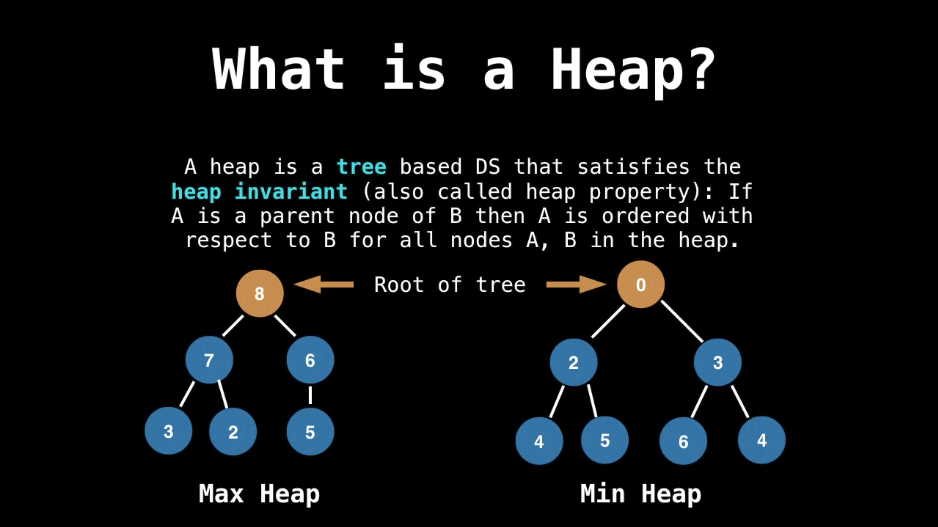 What is a Heap?
A heap is a tree based DS that satisfies the
heap invariant (also called heap property): If
A is a parent node of B then A is ordered with
respect to B for all nodes A, B in the heap.
8 Root of tree 0
7 6 2 3
3 2 5 4 5 6 4
Max Heap Min Heap